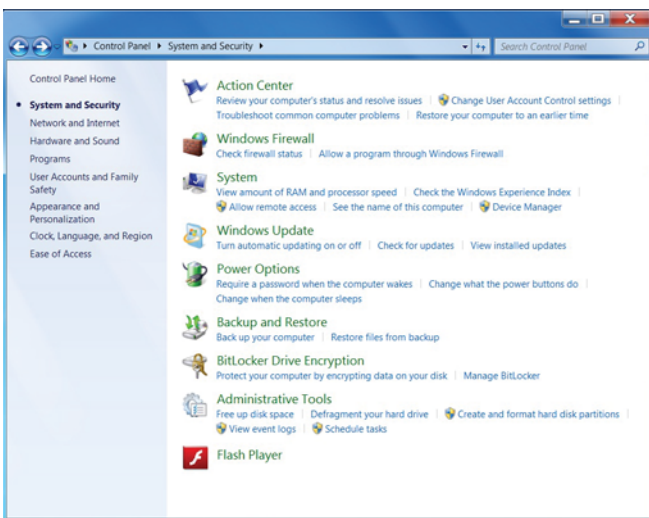 Control Panel System and Security
Search Control Panel
Control Panel Home
System and Security
Network and Internet
Hardware and Sound
Programs
User Accounts and Family
Safety
Appearance and
Personalization
Clock, Language, and Region
Ease of Access
Action Center
Review your computer's status and resolve issues Change User Account Control settings
Troubleshoot common computer problems Restore your computer to an earlier time
Windows Firewall
Check firewall status Allow a program through Windows Firewall
System
View amount of RAM and processor speed Check the Windows Experience Index
Allow remote access See the name of this computer Device Manager
Windows Update
Turn automatic updating on or off Check for updates View installed updates
Power Options
Require a password when the computer wakes Change what the power buttons do
Change when the computer sleeps
Backup and Restore
Back up your computer Restore files from backup
BitLocker Drive Encryption
Protect your computer by encrypting data on your disk Manage BitLocker
Administrative Tools
Free up disk space Defragment your hard drive Create and format hard disk partitions
View event logs Schedule tasks
Flash Player